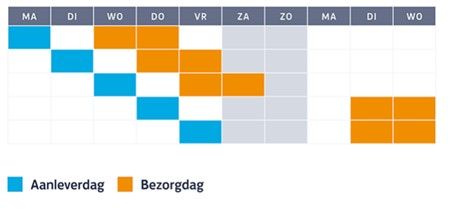 MA DI WO DO VR ZA ZO MA DI WO
Aanleverdag Bezorgdag